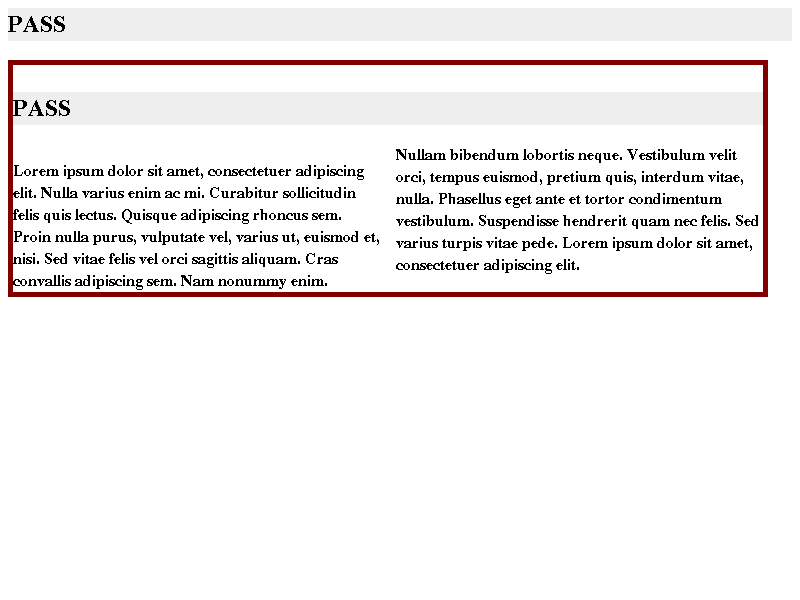 PASS
PASS
Lorem ipsum dolor sit amet, consectetuer adipiscing
elit. Nulla varius enim ac mi. Curabitur sollicitudin
felis quis lectus. Quisque adipiscing rhoncus sem.
Proin nulla purus, vulputate vel, varius ut, euismod et,
nisi. Sed vitae felis vel orci sagittis aliquam. Cras
convallis adipiscing sem. Nam nonummy enim.
Nullam bibendum lobortis neque. Vestibulum velit
orci, tempus euismod, pretium quis, interdum vitae,
nulla. Phasellus eget ante et tortor condimentum
vestibulum. Suspendisse hendrerit quam nec felis. Sed
varius turpis vitae pede. Lorem ipsum dolor sit amet,
consectetuer adipiscing elit.